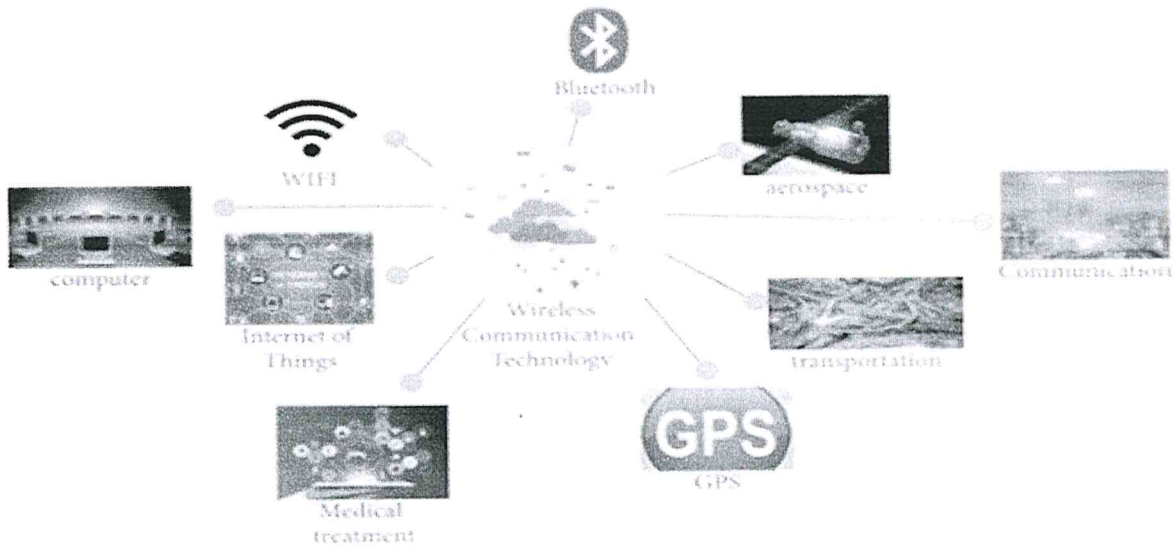 Bluetooth
WIFI
aerospace
computer
Communication
Internet of
Things
Wireless
Communication
Technology
transportation
GPS
GPS
Medical
treatment